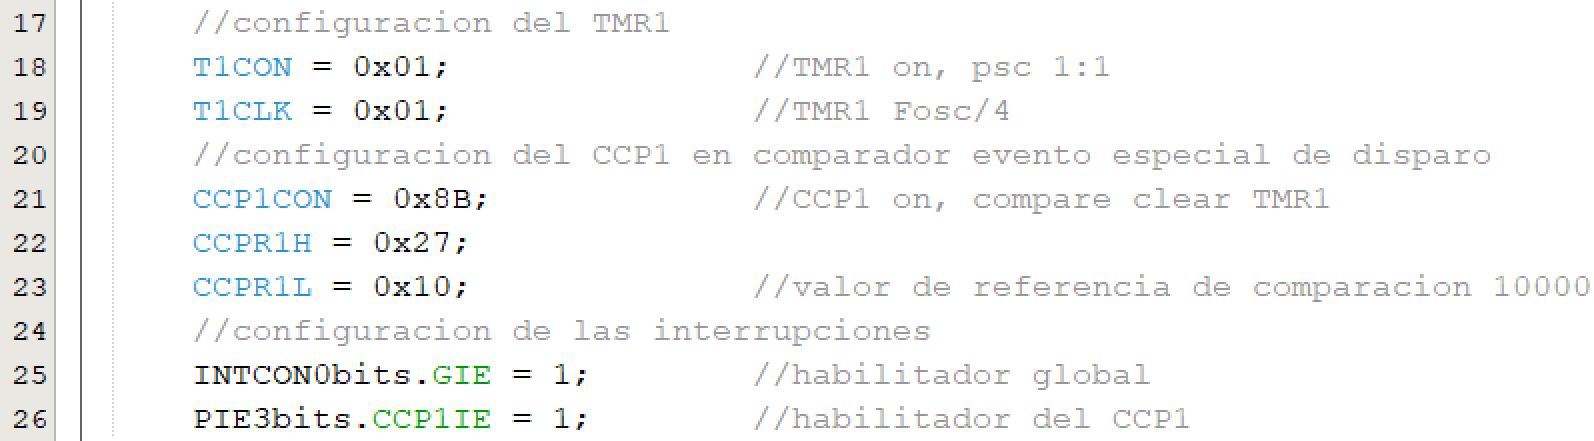 17 //configuracion del TMR1
18 T1CON = 0x01; //TMR1 on, psc 1:1
19 T1CLK = 0x01; //TMR1 Fosc/4
20 //configuracion del CCP1 en comparador evento especial de disparo
21 CCP1CON = 0x8B; //CCP1 on, compare clear TMR1
22 CCPR1H = 0x27;
23 CCPR1L = 0x10; //valor de referencia de comparacion 10000
24 //configuracion de las interrupciones
25 INTCON0bits.GIE = 1; //habilitador global
26 PIE3bits.CCP1IE = 1; //habilitador del CCP1